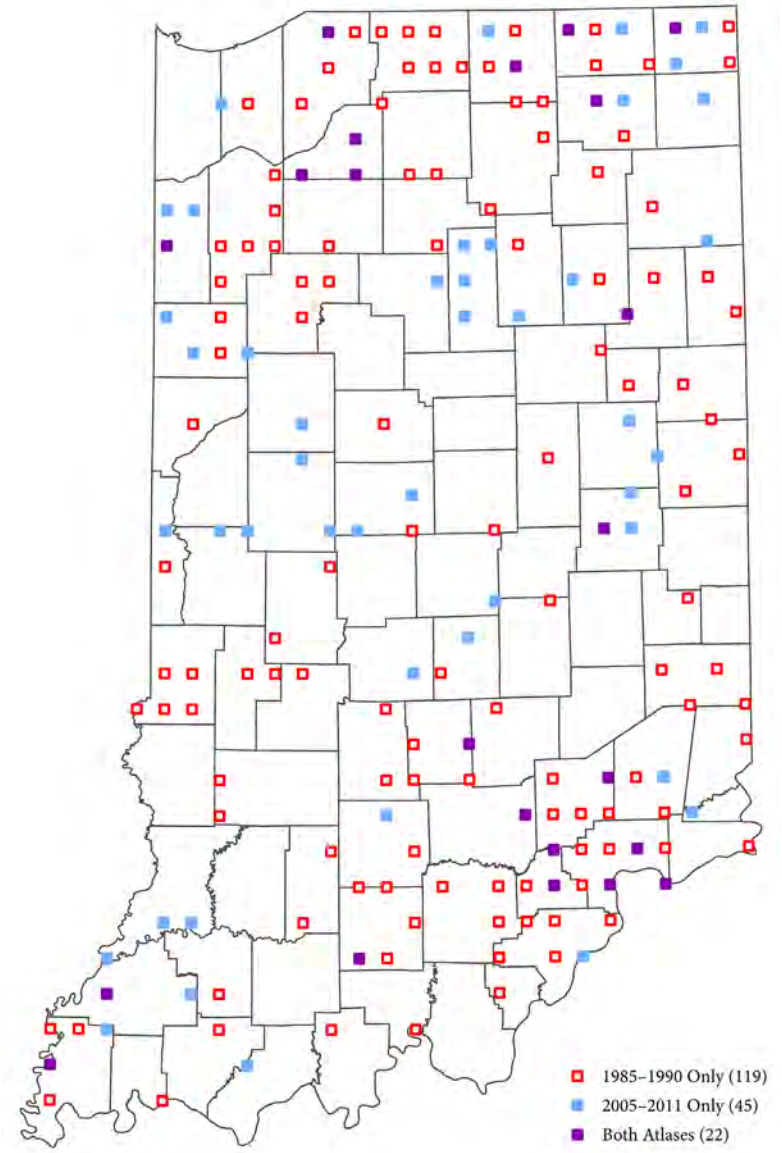 1985–1990 Only (119)
2005–2011 Only (45)
Both Atlases (22)